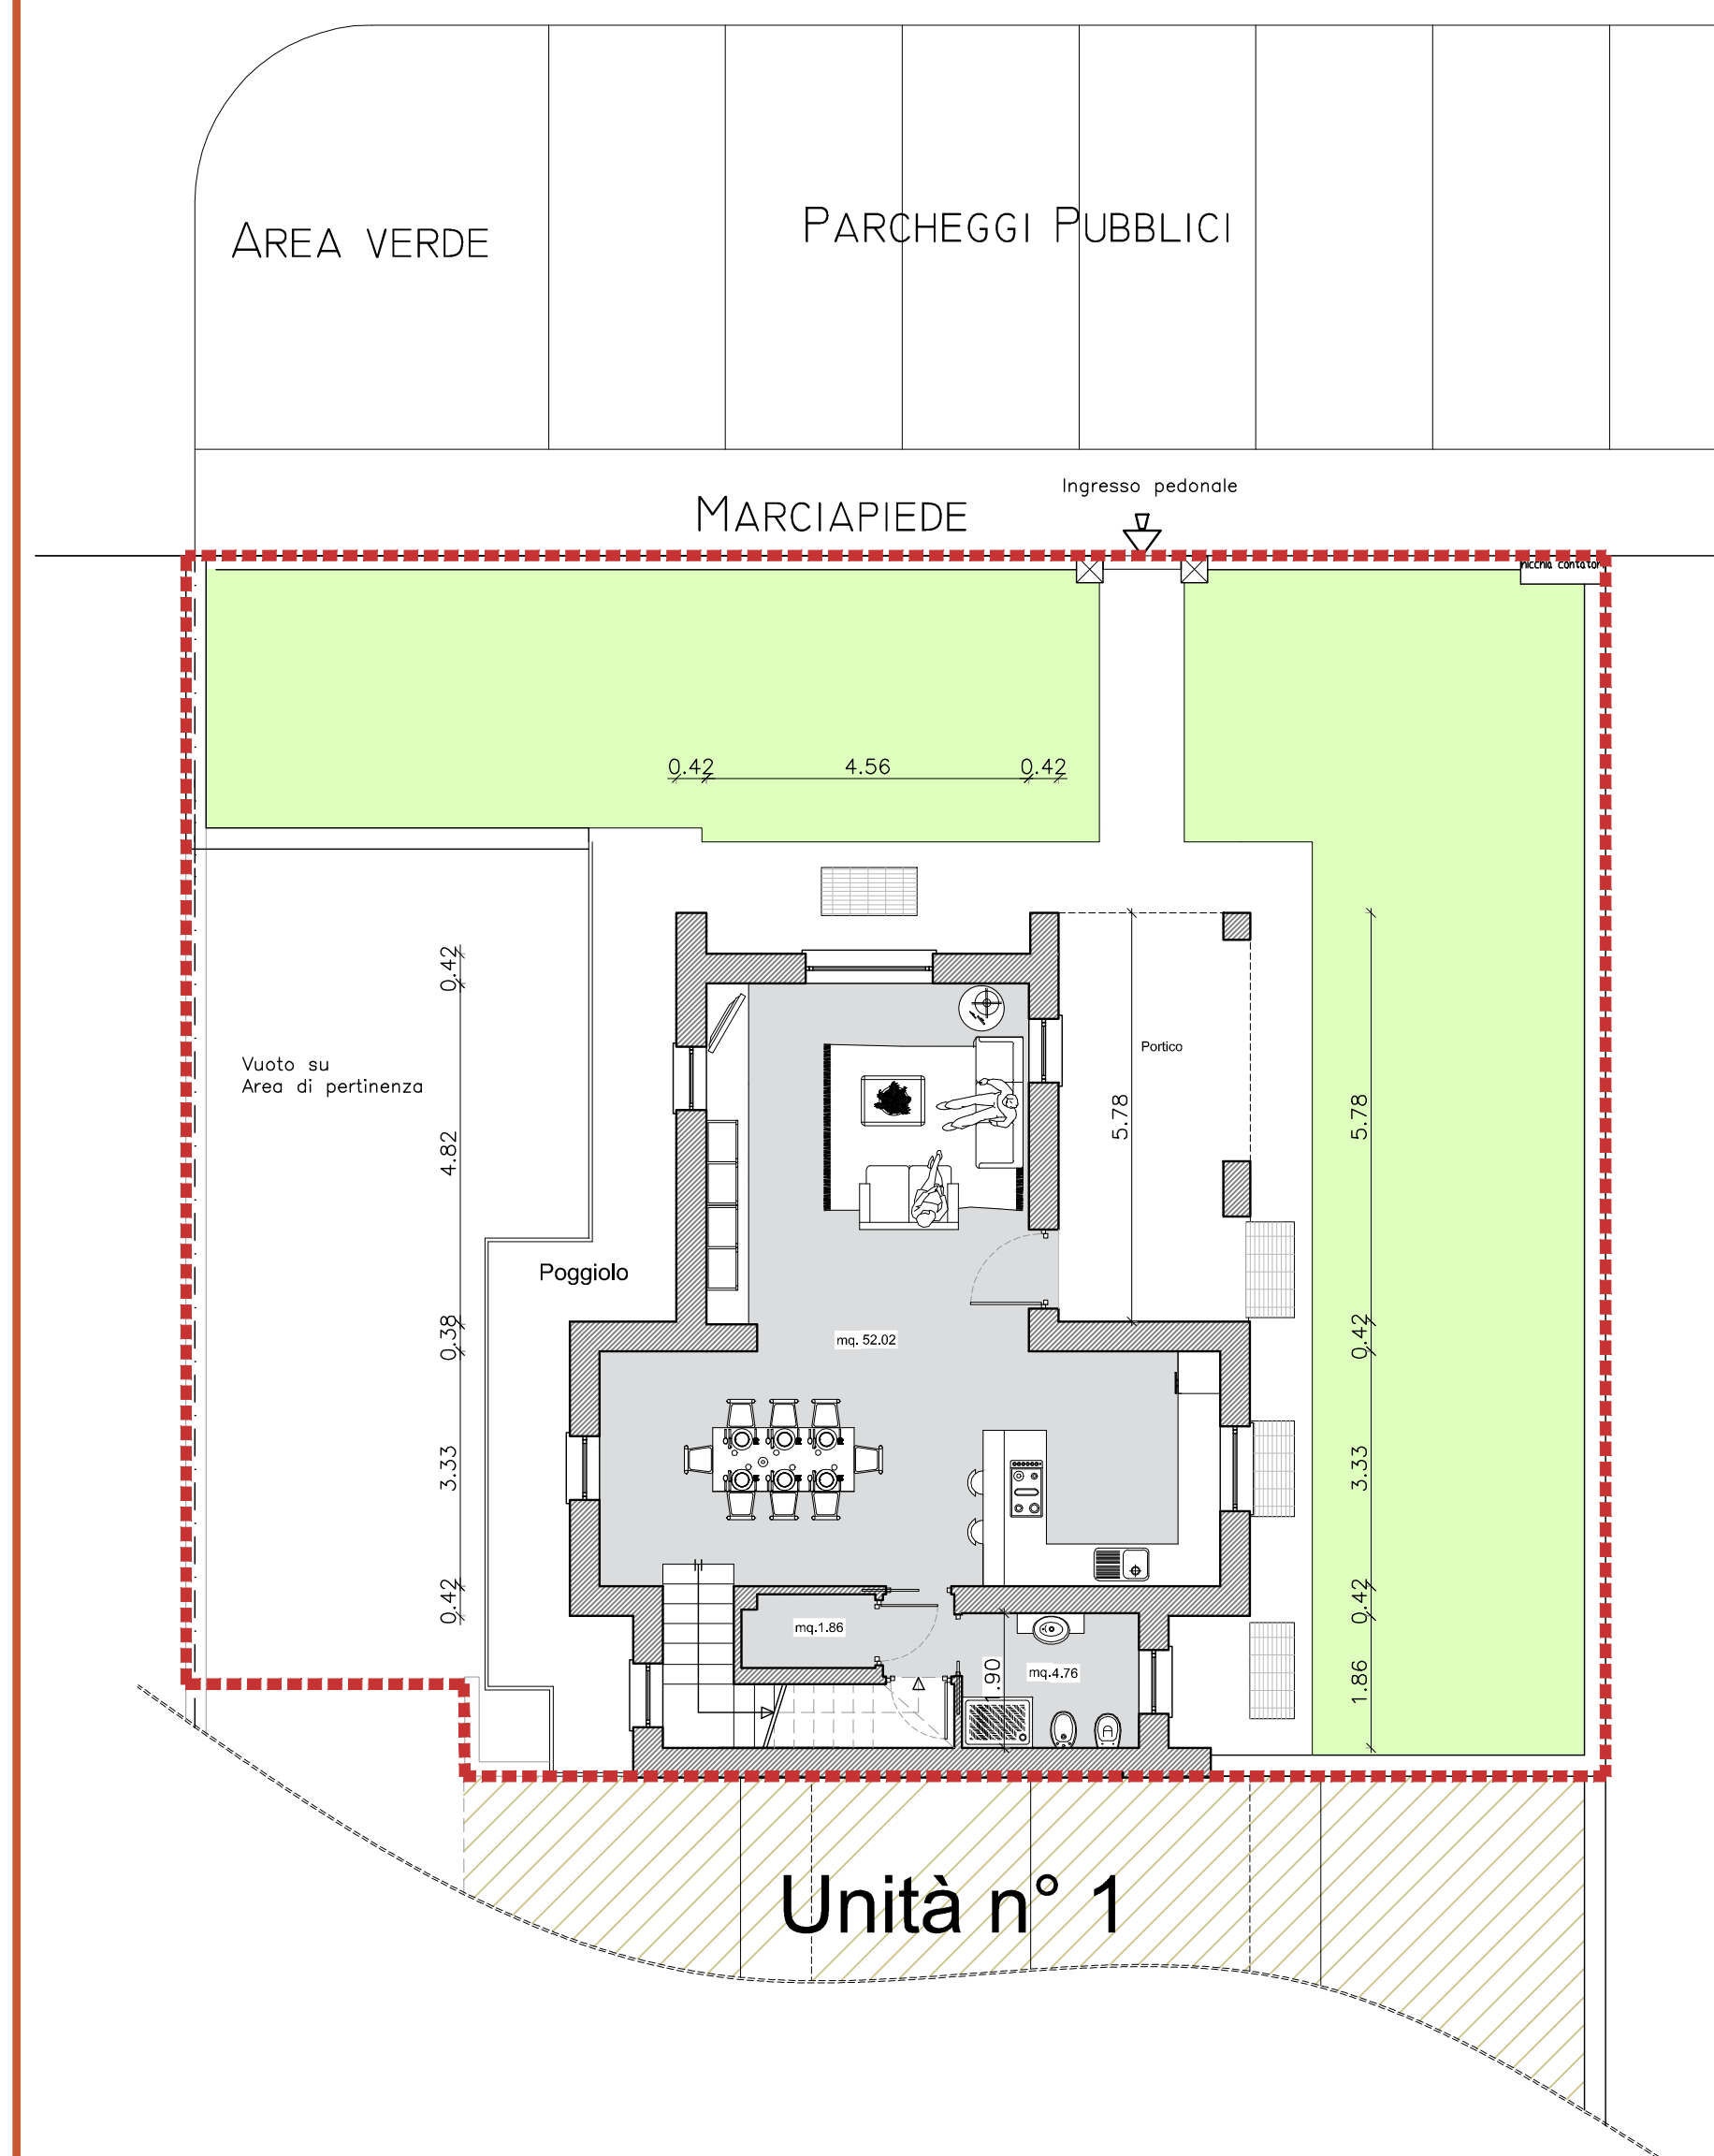 AREA VERDE
PARCHEGGI PUBBLICI
MARCIAPIEDE
Ingresso pedonale
nicchia contatori
0.42
4.56
0.42
0.42
4.82
0.38
3.33
0.42
Vuoto su
Area di pertinenza
Poggiolo
Portico
5.78
5.78
0.42
3.33
0.42
1.86
mq. 52.02
mq.1.86
mq.4.76
1.90
Unità n° 1